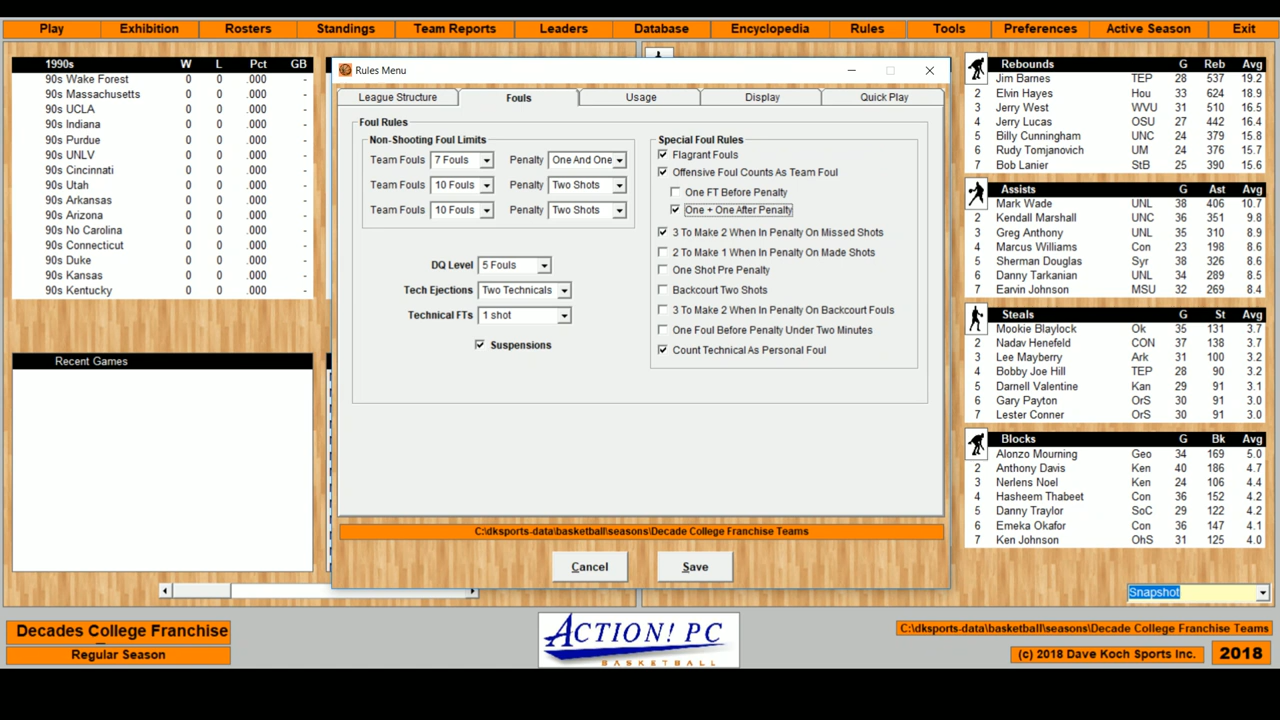 Play Exhibition Rosters Standings Team Reports Leaders Database Encyclopedia Rules Tools Preferences Active Season Exit
1990s W L Pct GB
90s Wake Forest 0 0 .000 -
90s Massachusetts 0 0 .000 -
90s UCLA 0 0 .000 -
90s Indiana 0 0 .000 -
90s Purdue 0 0 .000 -
90s UNLV 0 0 .000 -
90s Cincinnati 0 0 .000 -
90s Utah 0 0 .000 -
90s Arkansas 0 0 .000 -
90s Arizona 0 0 .000 -
90s No Carolina 0 0 .000 -
90s Connecticut 0 0 .000 -
90s Duke 0 0 .000 -
90s Kansas 0 0 .000 -
90s Kentucky 0 0 .000 -
Recent Games
Rules Menu
League Structure Fouls Usage Display Quick Play
Foul Rules
Non-Shooting Foul Limits
Team Fouls 7 Fouls Penalty One And One
Team Fouls 10 Fouls Penalty Two Shots
Team Fouls 10 Fouls Penalty Two Shots
DQ Level 5 Fouls
Tech Ejections Two Technicals
Technical FTs 1 shot
Suspensions
Special Foul Rules
Flagrant Fouls
Offensive Foul Counts As Team Foul
One FT Before Penalty
One + One After Penalty
3 To Make 2 When In Penalty On Missed Shots
2 To Make 1 When In Penalty On Made Shots
One Shot Pre Penalty
Backcourt Two Shots
3 To Make 2 When In Penalty On Backcourt Fouls
One Foul Before Penalty Under Two Minutes
Count Technical As Personal Foul
C:\dksports-data\basketball\seasons\Decade College Franchise Teams
Cancel Save
Rebounds G Reb Avg
Jim Barnes TEP 28 537 19.2
2 Elvin Hayes Hou 33 624 18.9
3 Jerry West WVU 31 510 16.5
4 Jerry Lucas OSU 27 442 16.4
5 Billy Cunningham UNC 24 379 15.8
6 Rudy Tomjanovich UM 24 376 15.7
7 Bob Lanier StB 25 390 15.6
Assists G Ast Avg
Mark Wade UNL 38 406 10.7
2 Kendall Marshall UNC 36 351 9.8
3 Greg Anthony UNL 35 310 8.9
4 Marcus Williams Con 23 198 8.6
5 Sherman Douglas Syr 38 326 8.6
6 Danny Tarkanian UNL 34 289 8.5
7 Earvin Johnson MSU 32 269 8.4
Steals G St Avg
Mookie Blaylock Ok 35 131 3.7
2 Nadav Henefeld CON 37 138 3.7
3 Lee Mayberry Ark 31 100 3.2
4 Bobby Joe Hill TEP 28 90 3.2
5 Darnell Valentine Kan 29 91 3.1
6 Gary Payton OrS 30 91 3.0
7 Lester Conner OrS 30 91 3.0
Blocks G Bk Avg
Alonzo Mourning Geo 34 169 5.0
2 Anthony Davis Ken 40 186 4.7
3 Nerlens Noel Ken 24 106 4.4
4 Hasheem Thabeet Con 36 152 4.2
5 Danny Traylor SoC 29 122 4.2
6 Emeka Okafor Con 36 147 4.1
7 Ken Johnson OhS 31 125 4.0
Snapshot
Decades College Franchise
Regular Season
ACTION! PC
BASKETBALL
C:\dksports-data\basketball\seasons\Decade College Franchise Teams
(c) 2018 Dave Koch Sports Inc. 2018